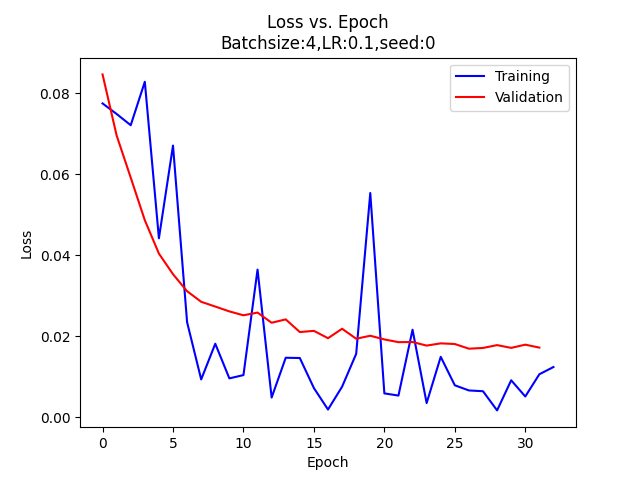 Loss vs. Epoch
Batchsize:4,LR:0.1,seed:0
Training
Validation
0.08
0.06
0.04
0.02
0.00
Loss
0 5 10 15 20 25 30
Epoch